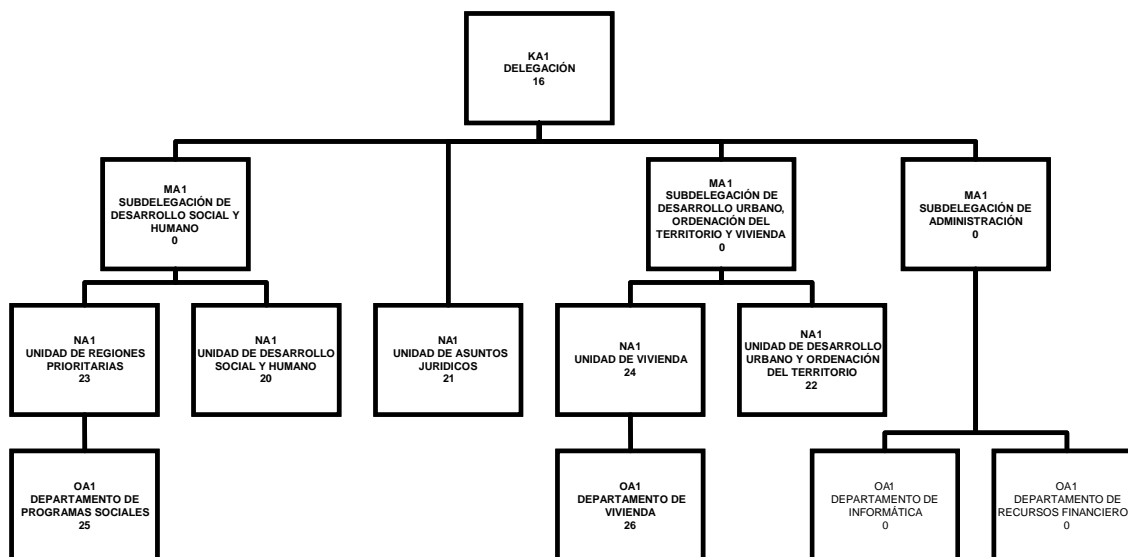 KA1
DELEGACIÓN
16
MA1
SUBDELEGACIÓN DE
DESARROLLO SOCIAL Y
HUMANO
0
MA1
SUBDELEGACIÓN DE
DESARROLLO URBANO,
ORDENACIÓN DEL
TERRITORIO Y VIVIENDA
0
MA1
SUBDELEGACIÓN DE
ADMINISTRACIÓN
0
NA1
UNIDAD DE REGIONES
PRIORITARIAS
23
NA1
UNIDAD DE DESARROLLO
SOCIAL Y HUMANO
20
NA1
UNIDAD DE ASUNTOS
JURIDICOS
21
NA1
UNIDAD DE VIVIENDA
24
NA1
UNIDAD DE DESARROLLO
URBANO Y ORDENACIÓN
DEL TERRITORIO
22
OA1
DEPARTAMENTO DE
PROGRAMAS SOCIALES
25
OA1
DEPARTAMENTO DE
VIVIENDA
26
OA1
DEPARTAMENTO DE
INFORMÁTICA
0
OA1
DEPARTAMENTO DE
RECURSOS FINANCIERO
0